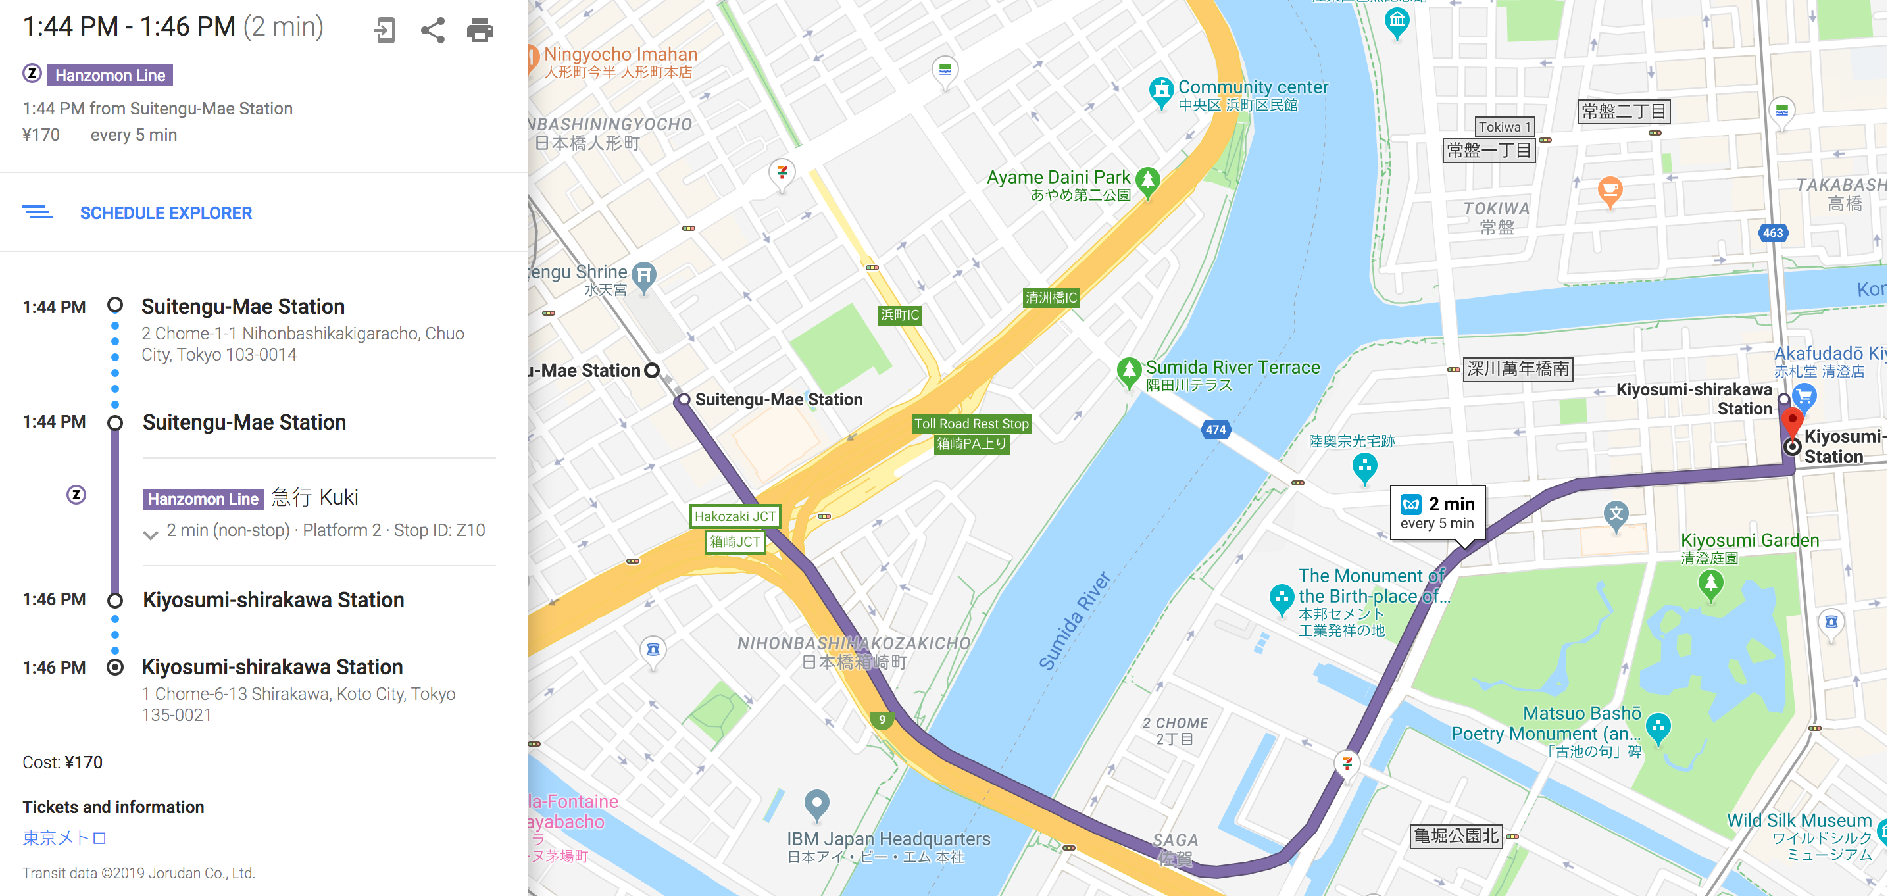 1:44 PM - 1:46 PM (2 min)
Z Hanzomon Line
1:44 PM from Suitengu-Mae Station
¥170 every 5 min
SCHEDULE EXPLORER
1:44 PM Suitengu-Mae Station
2 Chome-1-1 Nihonbashikakigaracho, Chuo
City, Tokyo 103-0014
1:44 PM Suitengu-Mae Station
Z Hanzomon Line 急行 Kuki
2 min (non-stop) · Platform 2 · Stop ID: Z10
1:46 PM Kiyosumi-shirakawa Station
1:46 PM Kiyosumi-shirakawa Station
1 Chome-6-13 Shirakawa, Koto City, Tokyo
135-0021
Cost: ¥170
Tickets and information
東京メトロ
Transit data ©2019 Jorudan Co., Ltd.
Ningyocho Imahan
人形町今半 人形町本店
Community center
中央区 浜町区民館
NBASHININGYOCHO
日本橋人形町
Tokiwa 1
常盤一丁目
常盤二丁目
Ayame Daini Park
あやめ第二公園
TOKIWA
常盤
TAKABASH
高橋
463
engu Shrine
水天宮
浜町IC
清洲橋IC
Kor
u-Mae Station
Suitengu-Mae Station
Sumida River Terrace
隅田川テラス
深川萬年橋南
Akafudadō Ki
赤札堂 清澄店
Kiyosumi-shirakawa
Station
Kiyosumi-
Station
Toll Road Rest Stop
箱崎PA上り
474
陸奥宗光宅跡
2 min
every 5 min
Hakozaki JCT
箱崎JCT
文
Kiyosumi Garden
清澄庭園
The Monument of
the Birth-place of...
本邦セメント
工業発祥の地
Sumida River
NIHONBASHIHAKOZAKICHO
日本橋箱崎町
9
2 CHOME
2丁目
Matsuo Bashō
Poetry Monument (an...
「古池の句」碑
la-Fontaine
ayabacho
ラ
ーヌ茅場町
IBM Japan Headquarters
日本アイ・ビー・エム 本社
SAGA
佐賀
亀堀公園北
Wild Silk Museum
ワイルドシルク
ミュージアム